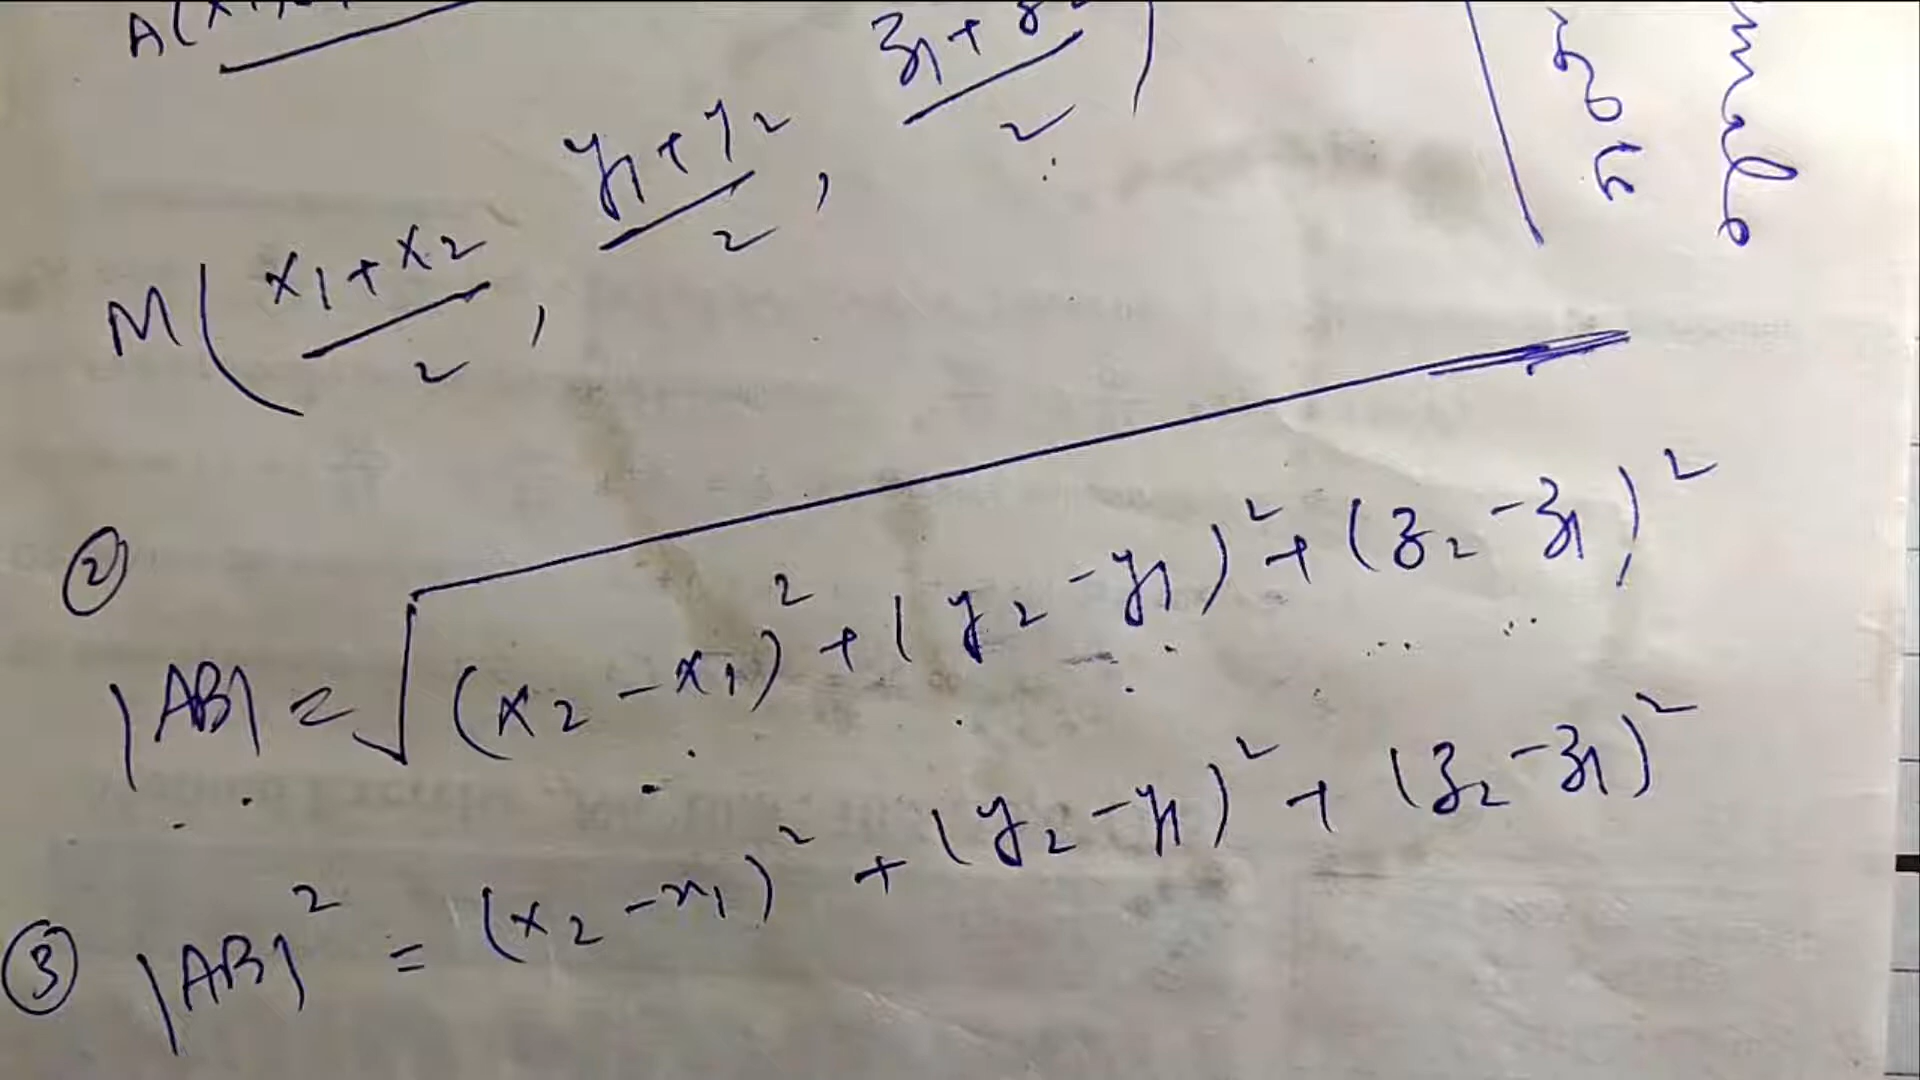 A(x₁
M(x₁+x₂/2, y₁+y₂/2, z₁+z₂/2)
②
|AB| = √(x₂-x₁)²+(y₂-y₁)²+(z₂-z₁)²
③ |AB|² = (x₂-x₁)²+(y₂-y₁)²+(z₂-z₁)²